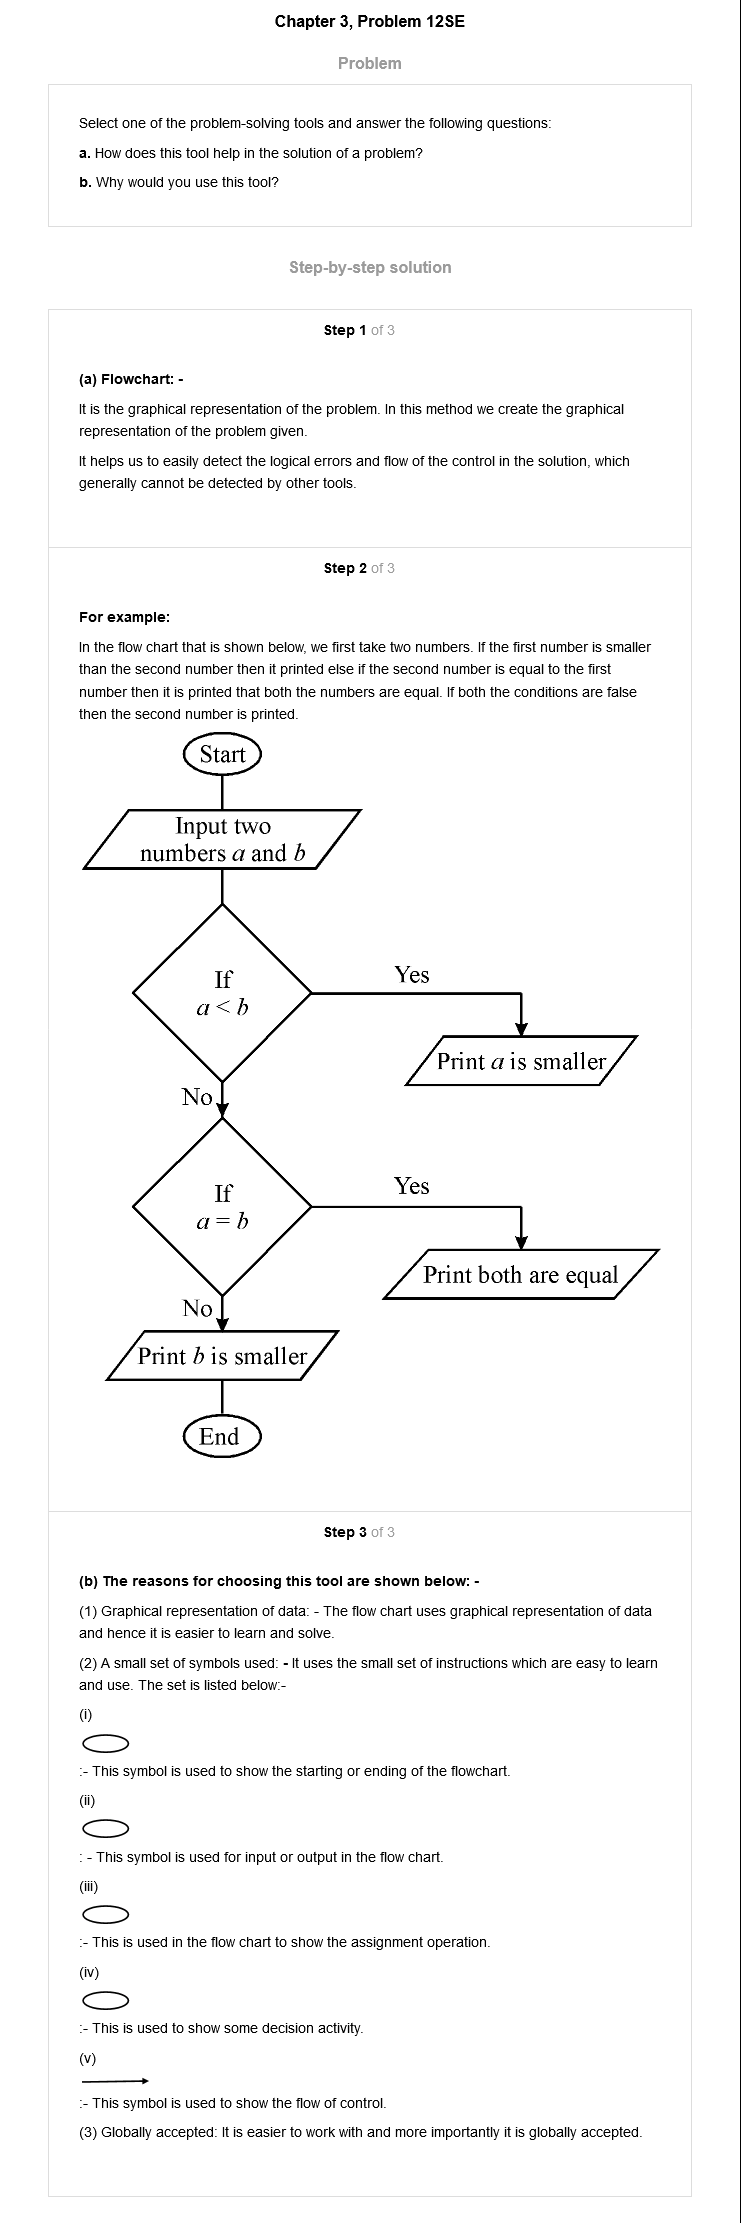 Chapter 3, Problem 12SE
Problem
Select one of the problem-solving tools and answer the following questions:
a. How does this tool help in the solution of a problem?
b. Why would you use this tool?
Step-by-step solution
Step 1 of 3
(a) Flowchart: -
It is the graphical representation of the problem. In this method we create the graphical
representation of the problem given.
It helps us to easily detect the logical errors and flow of the control in the solution, which
generally cannot be detected by other tools.
Step 2 of 3
For example:
In the flow chart that is shown below, we first take two numbers. If the first number is smaller
than the second number then it printed else if the second number is equal to the first
number then it is printed that both the numbers are equal. If both the conditions are false
then the second number is printed.
Start
Input two
numbers a and b
If
a < b
Yes
Print a is smaller
No
If
a = b
Yes
Print both are equal
No
Print b is smaller
End
Step 3 of 3
(b) The reasons for choosing this tool are shown below: -
(1) Graphical representation of data: - The flow chart uses graphical representation of data
and hence it is easier to learn and solve.
(2) A small set of symbols used: - It uses the small set of instructions which are easy to learn
and use. The set is listed below:-
(i)
:- This symbol is used to show the starting or ending of the flowchart.
(ii)
: - This symbol is used for input or output in the flow chart.
(iii)
:- This is used in the flow chart to show the assignment operation.
(iv)
:- This is used to show some decision activity.
(v)
:- This symbol is used to show the flow of control.
(3) Globally accepted: It is easier to work with and more importantly it is globally accepted.